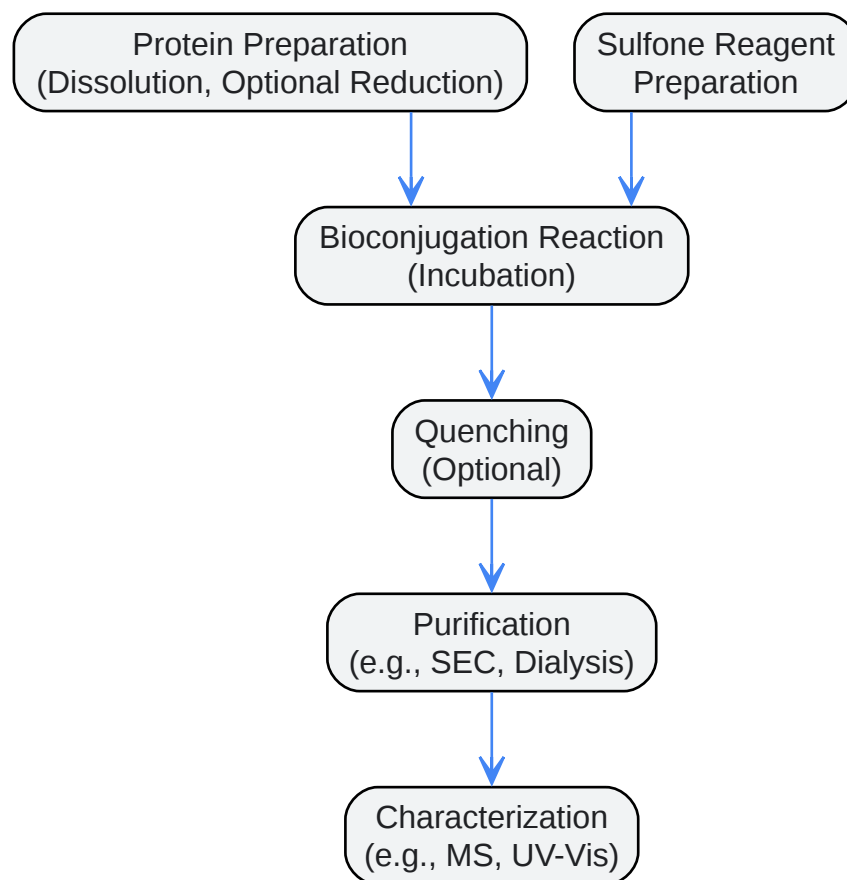 Protein Preparation
(Dissolution, Optional Reduction)
Sulfone Reagent
Preparation
Bioconjugation Reaction
(Incubation)
Quenching
(Optional)
Purification
(e.g., SEC, Dialysis)
Characterization
(e.g., MS, UV-Vis)